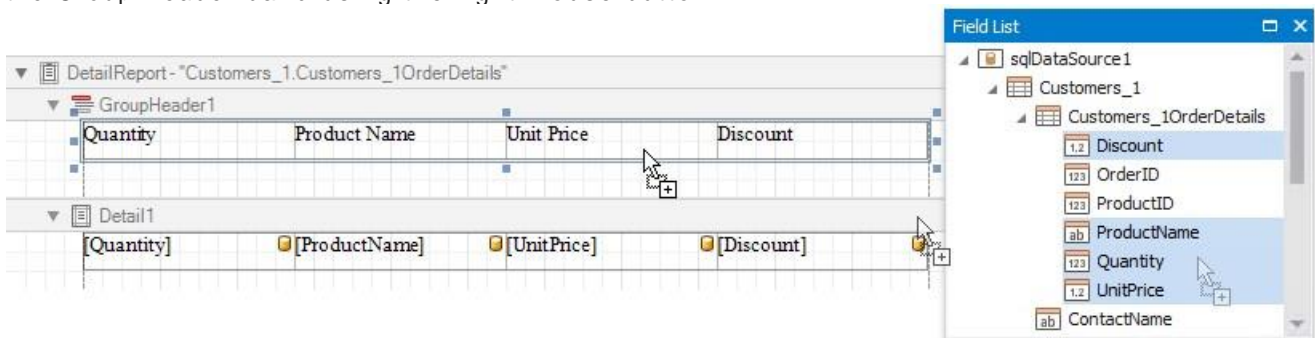 Field List
sqlDataSource1
Customers_1
Customers_1OrderDetails
1.2 Discount
123 OrderID
123 ProductID
ab ProductName
123 Quantity
1.2 UnitPrice
ab ContactName
DetailReport - "Customers_1.Customers_1OrderDetails"
GroupHeader1
Quantity Product Name Unit Price Discount
Detail1
[Quantity] [ProductName] [UnitPrice] [Discount]